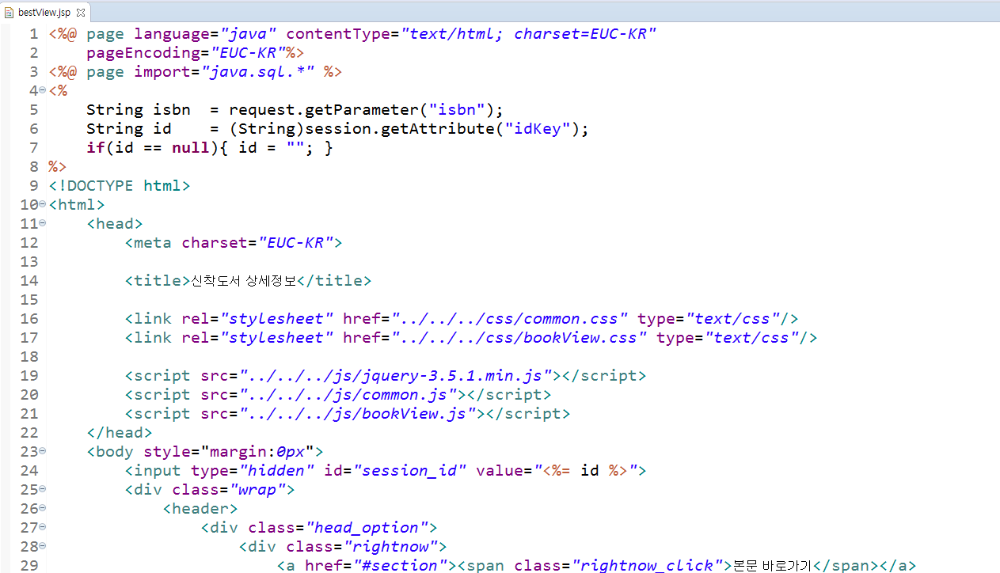 bestView.jsp
1 <%@ page language="java" contentType="text/html; charset=EUC-KR"
2     pageEncoding="EUC-KR"%>
3 <%@ page import="java.sql.*" %>
4 <%
5     String isbn  = request.getParameter("isbn");
6     String id    = (String)session.getAttribute("idKey");
7     if(id == null){ id = ""; }
8 %>
9 <!DOCTYPE html>
10 <html>
11     <head>
12         <meta charset="EUC-KR">
13
14         <title>신착도서 상세정보</title>
15
16         <link rel="stylesheet" href="../../../css/common.css" type="text/css"/>
17         <link rel="stylesheet" href="../../../css/bookView.css" type="text/css"/>
18
19         <script src="../../../js/jquery-3.5.1.min.js"></script>
20         <script src="../../../js/common.js"></script>
21         <script src="../../../js/bookView.js"></script>
22     </head>
23     <body style="margin:0px">
24         <input type="hidden" id="session_id" value="<%= id %>">
25         <div class="wrap">
26             <header>
27                 <div class="head_option">
28                     <div class="rightnow">
29                         <a href="#section"><span class="rightnow_click">본문 바로가기</span></a>